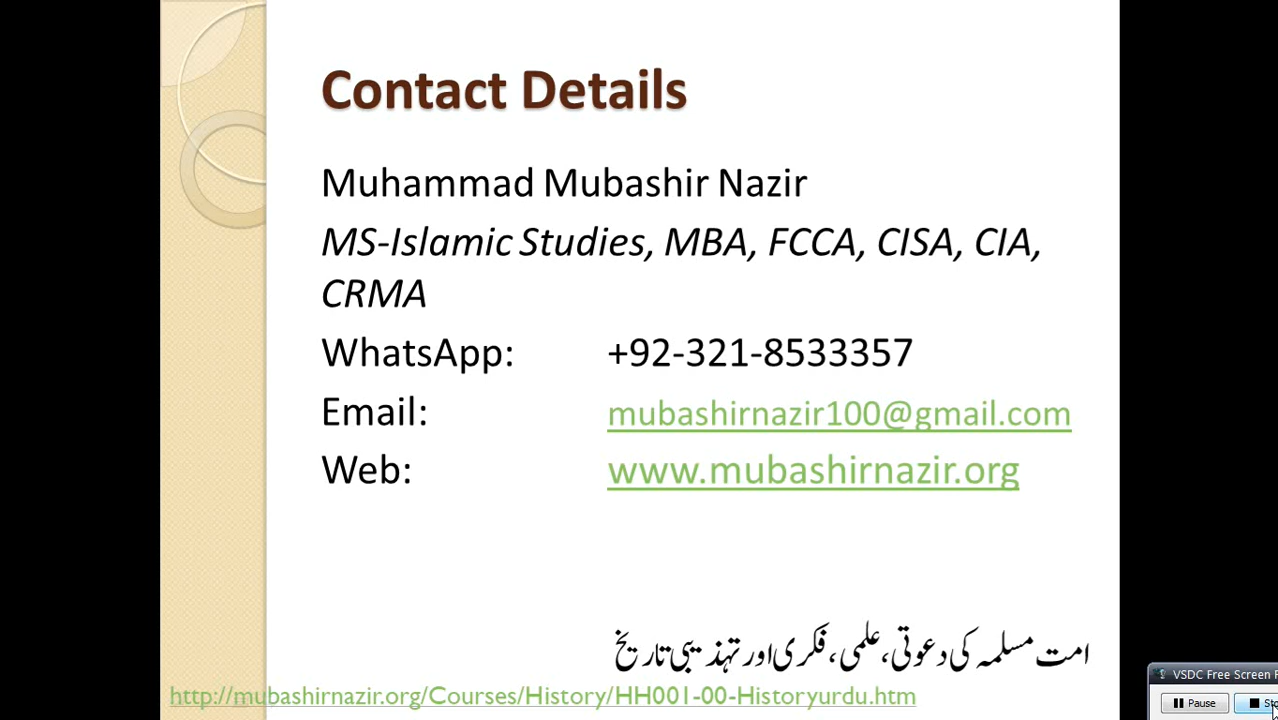 Contact Details
Muhammad Mubashir Nazir
MS-Islamic Studies, MBA, FCCA, CISA, CIA,
CRMA
WhatsApp: +92-321-8533357
Email: mubashirnazir100@gmail.com
Web: www.mubashirnazir.org
امت مسلمہ کی دعوتی، علمی، فکری اور تہذیبی تاریخ
http://mubashirnazir.org/Courses/History/HH001-00-Historyurdu.htm
VSDC Free Screen
Pause